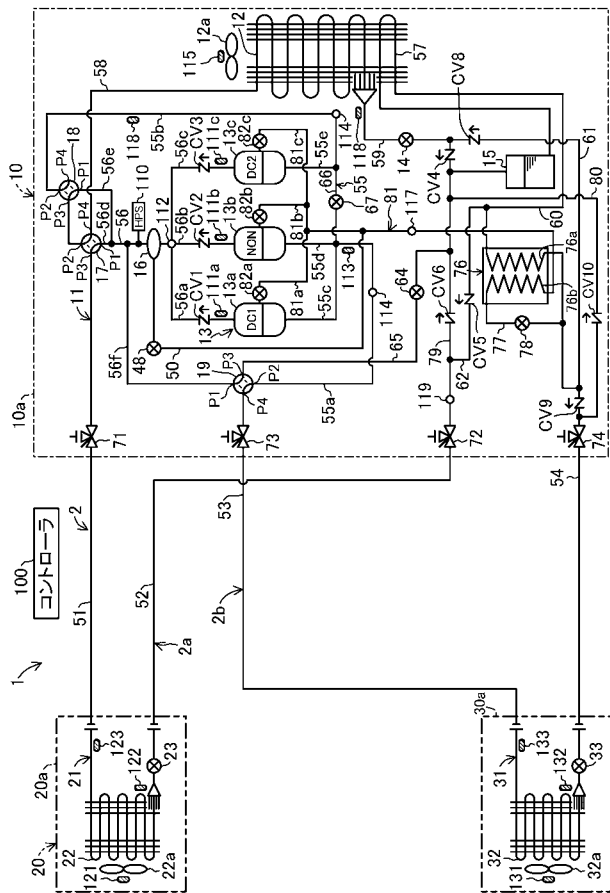 1
100
コントローラ
2
2a
2b
20
20a
21
22
22a
23
121
122
123
30a
31
32
32a
33
131
132
133
51
52
53
54
71
72
73
74
10
10a
11
12
12a
115
57
58
118
59
14
CV8
61
15
CV4
80
60
18
P4
P1
P2
P3
56e
118
55b
114
17
P2
P3
P4
P1
56d
56
HPS
110
16
112
56a
56b
56c
CV1
CV2
CV3
111a
111b
111c
13a
13b
13c
13
DC1
NON
DC2
82a
82b
82c
81a
81b
81c
81
55c
55d
55e
55
66
67
113
117
114
48
50
56f
19
P1
P3
P2
P4
55a
65
64
79
CV6
CV5
62
119
76
76a
76b
77
78
CV9
CV10